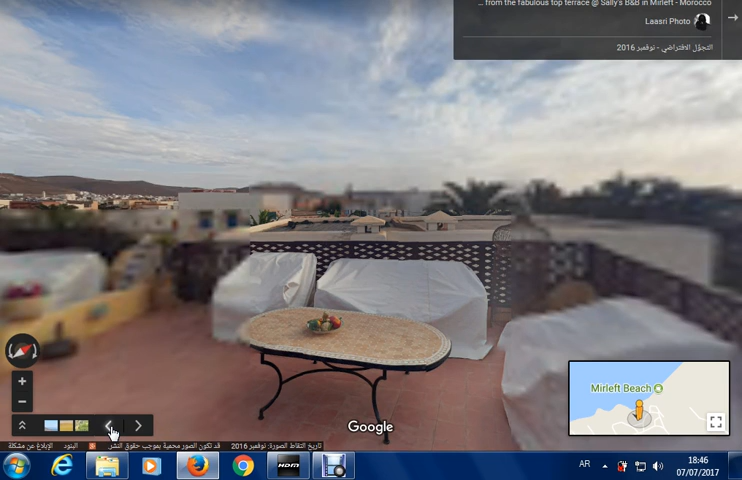 ... from the fabulous top terrace @ Sally's B&B in Mirleft - Morocco
Laasri Photo
التجوّل الافتراضي - نوفمبر 2016
Mirleft Beach
Google
تاريخ التقاط الصورة: نوفمبر 2016 قد تكون الصور محمية بموجب حقوق النشر البنود الإبلاغ عن مشكلة
HDM
AR
18:46
07/07/2017